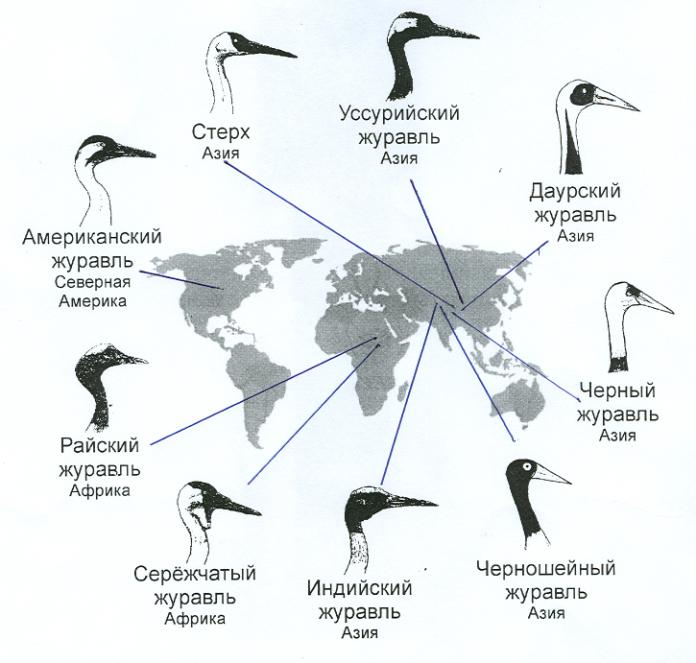 Стерх
Азия
Уссурийский
журавль
Азия
Даурский
журавль
Азия
Американский
журавль
Северная
Америка
Черный
журавль
Азия
Райский
журавль
Африка
Серёжчатый
журавль
Африка
Индийский
журавль
Азия
Черношейный
журавль
Азия